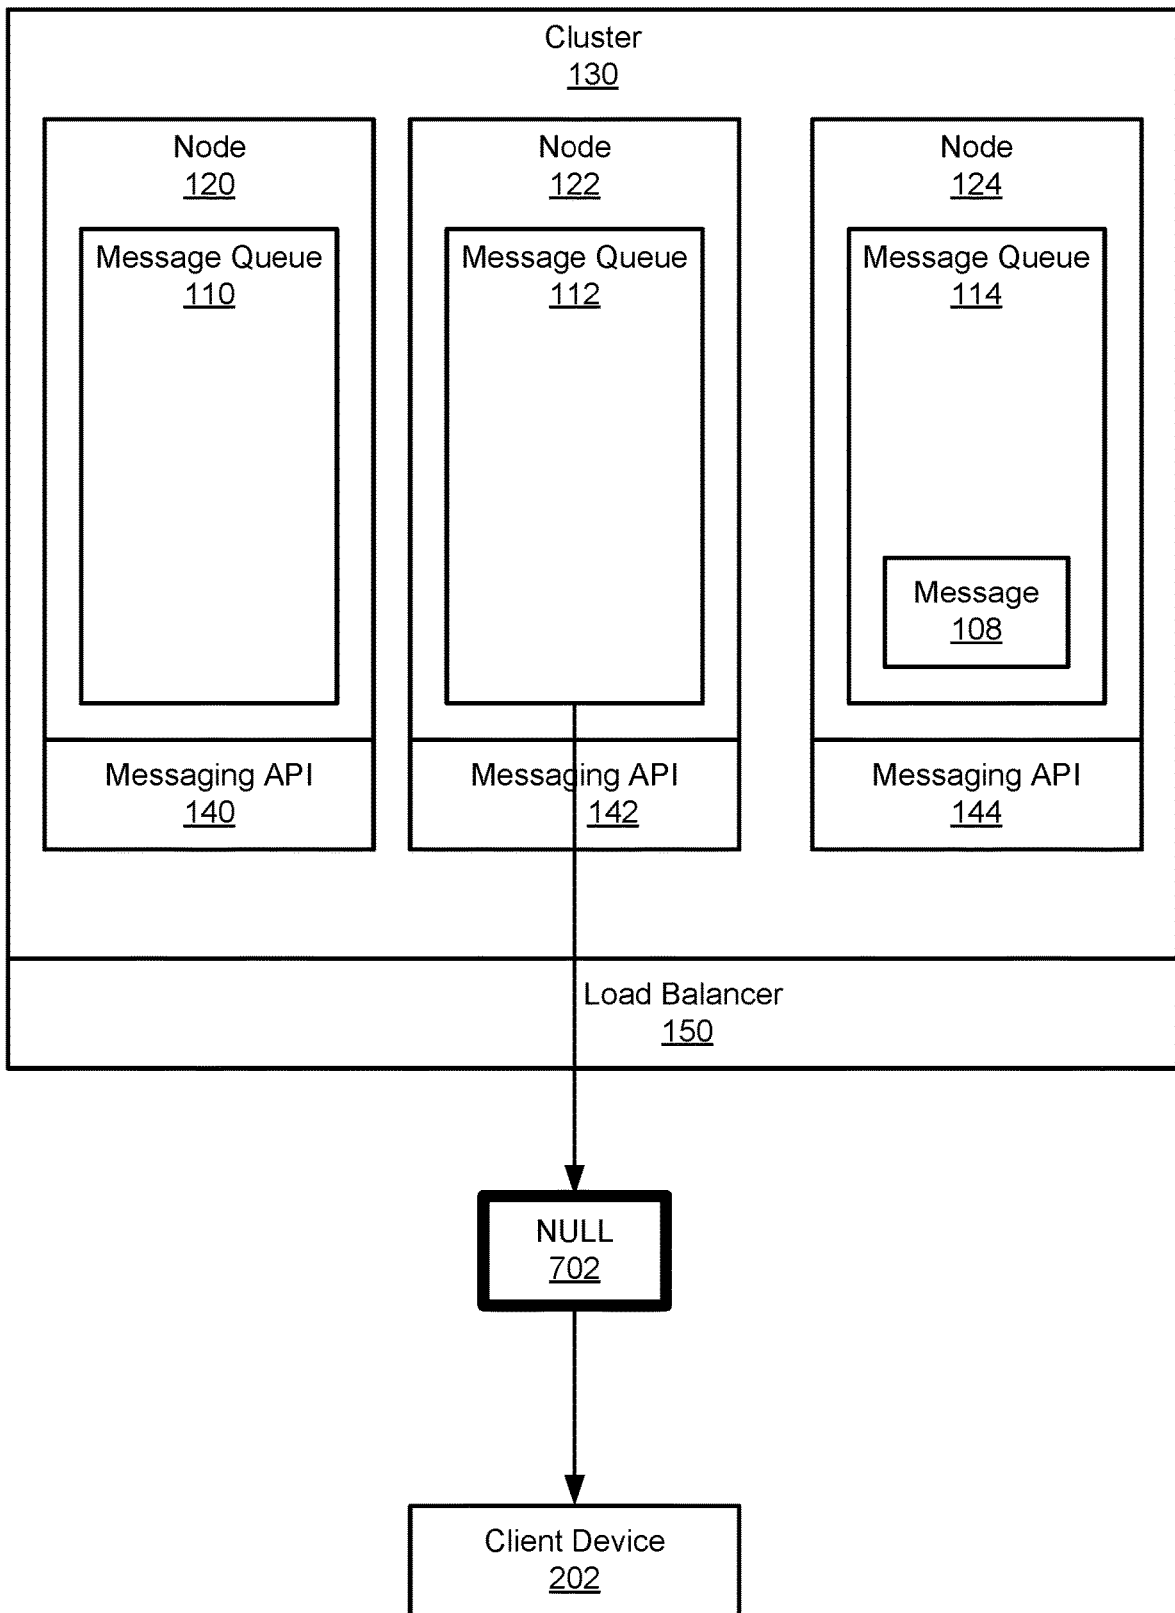 Cluster
130
Node
120
Node
122
Node
124
Message Queue
110
Message Queue
112
Message Queue
114
Message
108
Messaging API
140
Messaging API
142
Messaging API
144
Load Balancer
150
NULL
702
Client Device
202